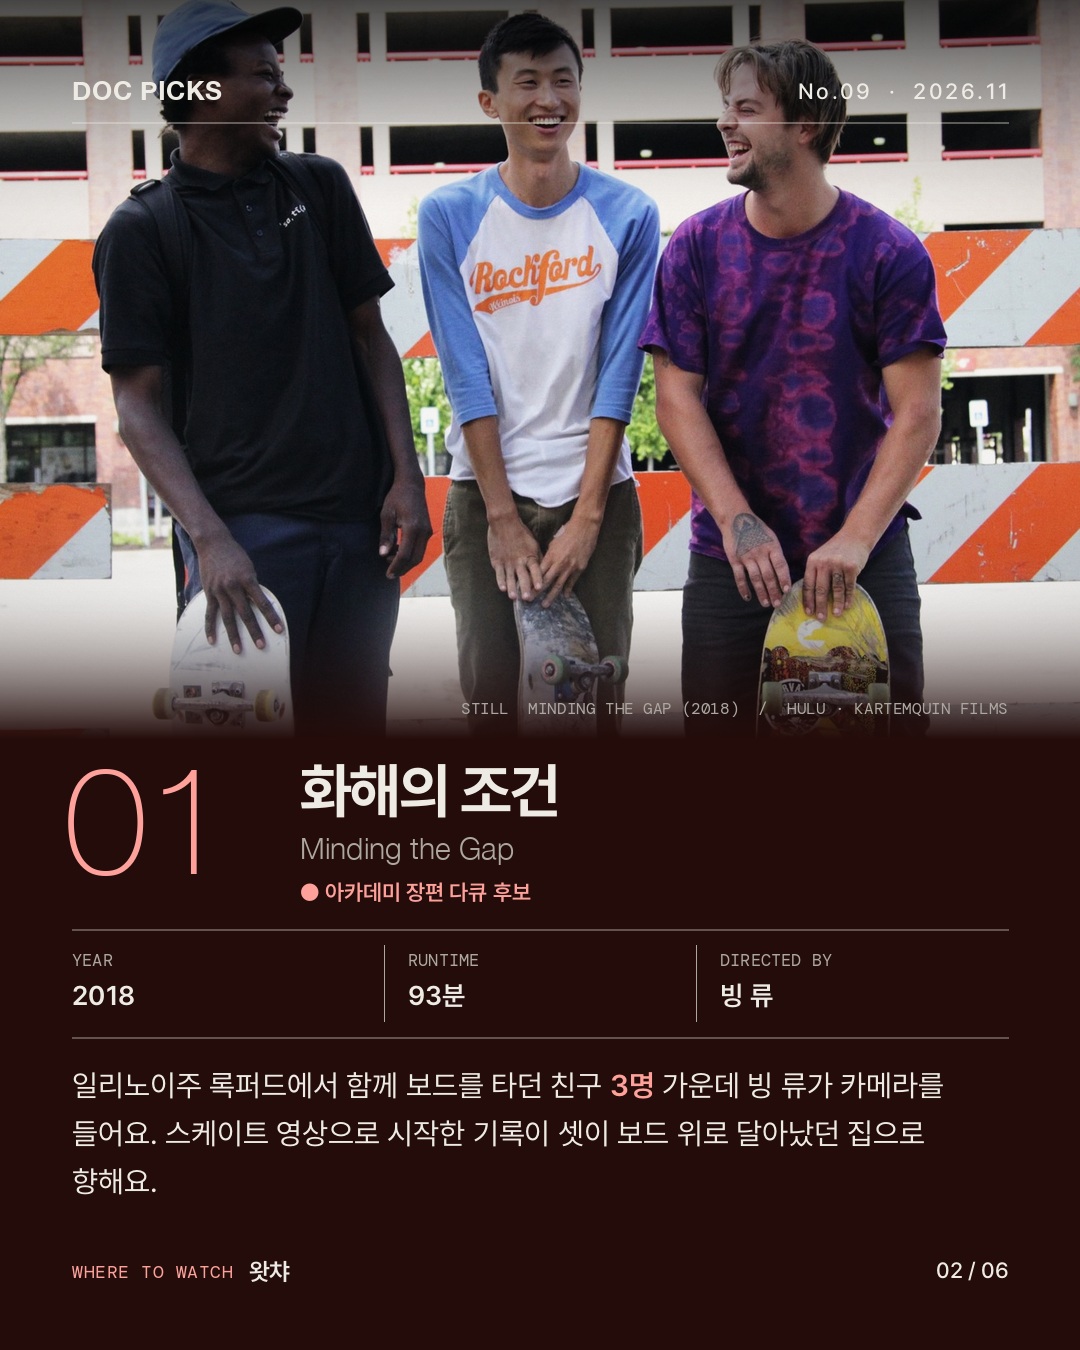 DOC PICKS
No.09 · 2026.11
Rockford
Illinois
STILL MINDING THE GAP (2018) / HULU · KARTEMQUIN FILMS
01
화해의 조건
Minding the Gap
● 아카데미 장편 다큐 후보
YEAR
RUNTIME
DIRECTED BY
2018
93분
빙 류
일리노이주 록퍼드에서 함께 보드를 타던 친구 3명 가운데 빙 류가 카메라를
들어요. 스케이트 영상으로 시작한 기록이 셋이 보드 위로 달아났던 집으로
향해요.
WHERE TO WATCH 왓챠
02 / 06